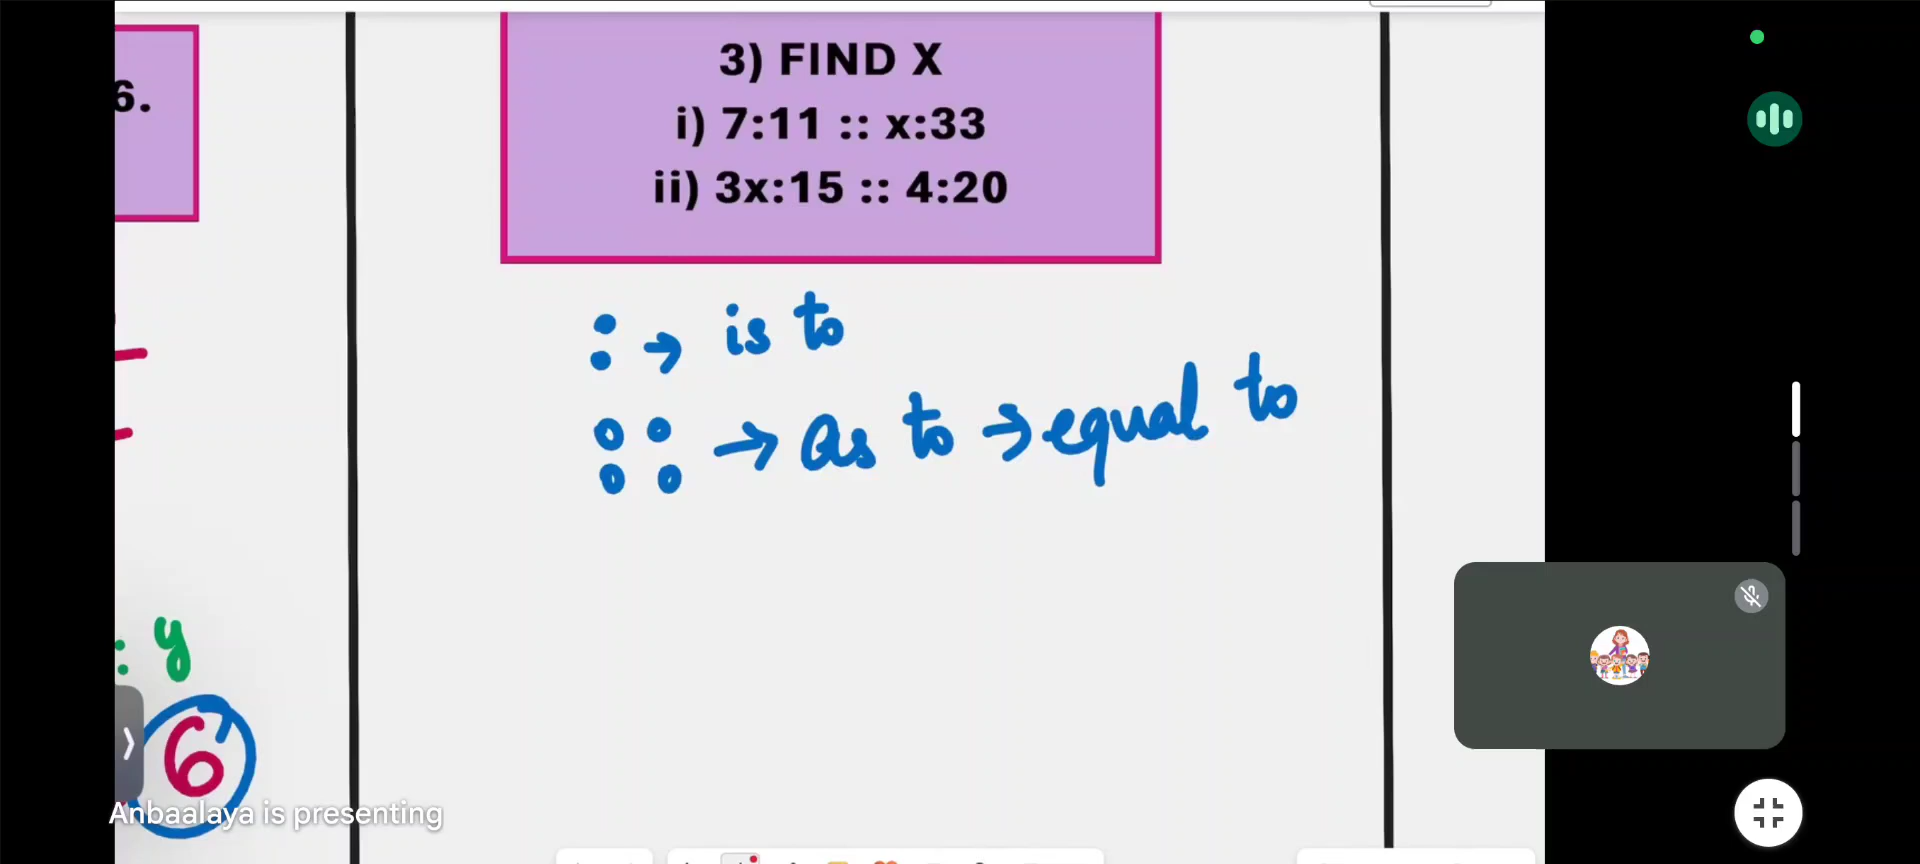 6.
3) FIND X
i) 7:11 :: x:33
ii) 3x:15 :: 4:20
: → is to
:: → as to → equal to
: y
6
Anbaalaya is presenting